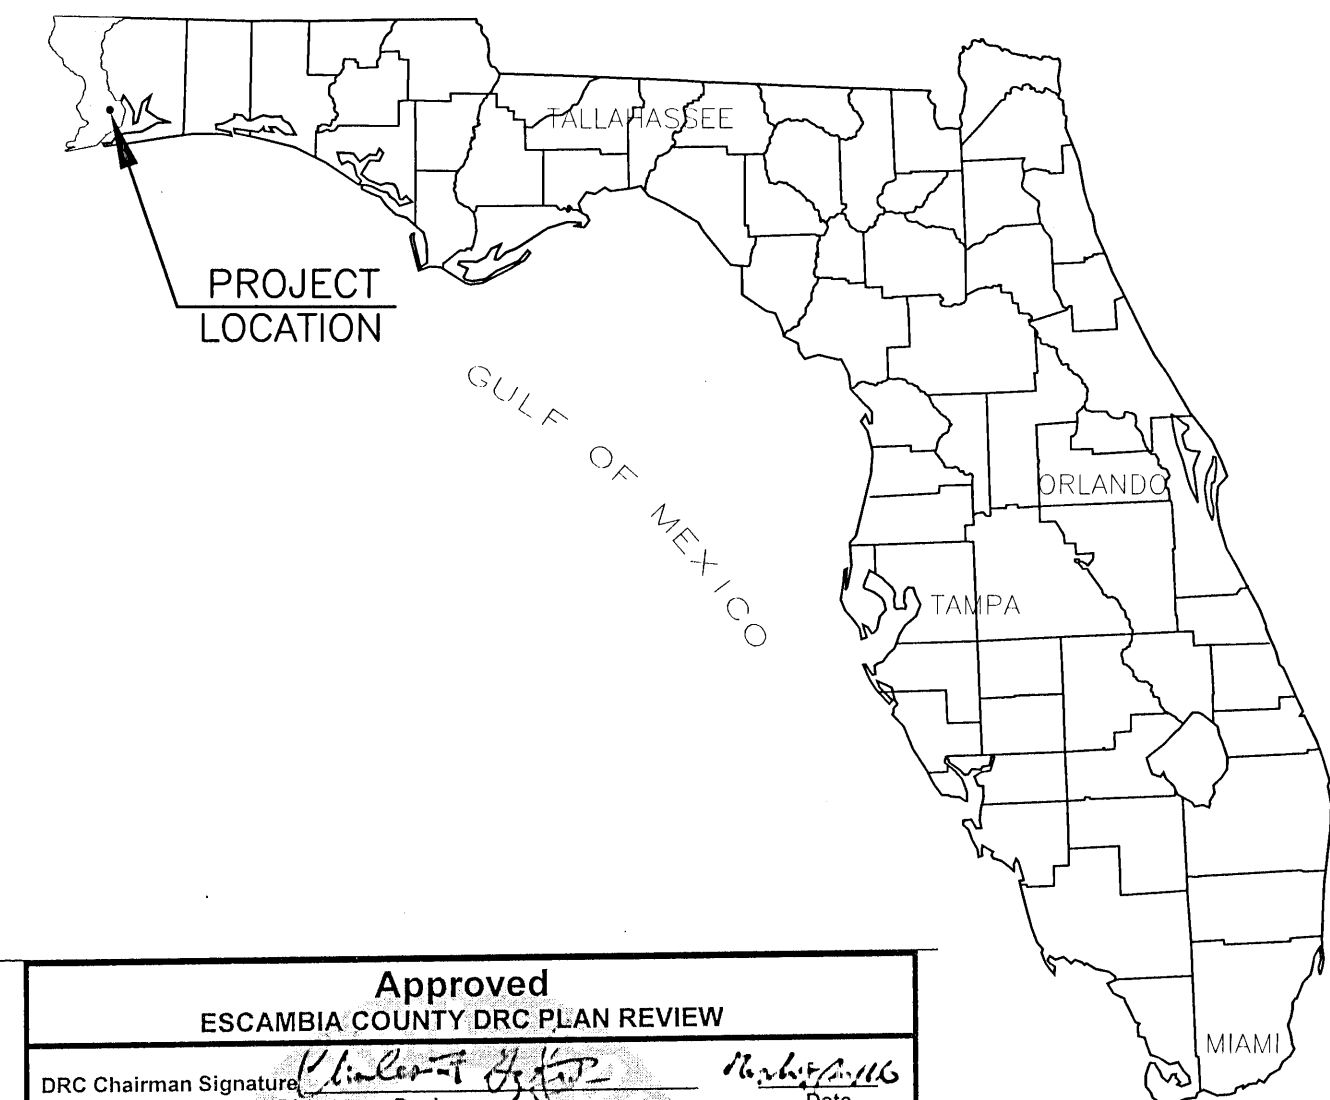 TALLAHASSEE
PROJECT
LOCATION
GULF OF MEXICO
ORLANDO
TAMPA
MIAMI
Approved
ESCAMBIA COUNTY DRC PLAN REVIEW
DRC Chairman Signature
Date